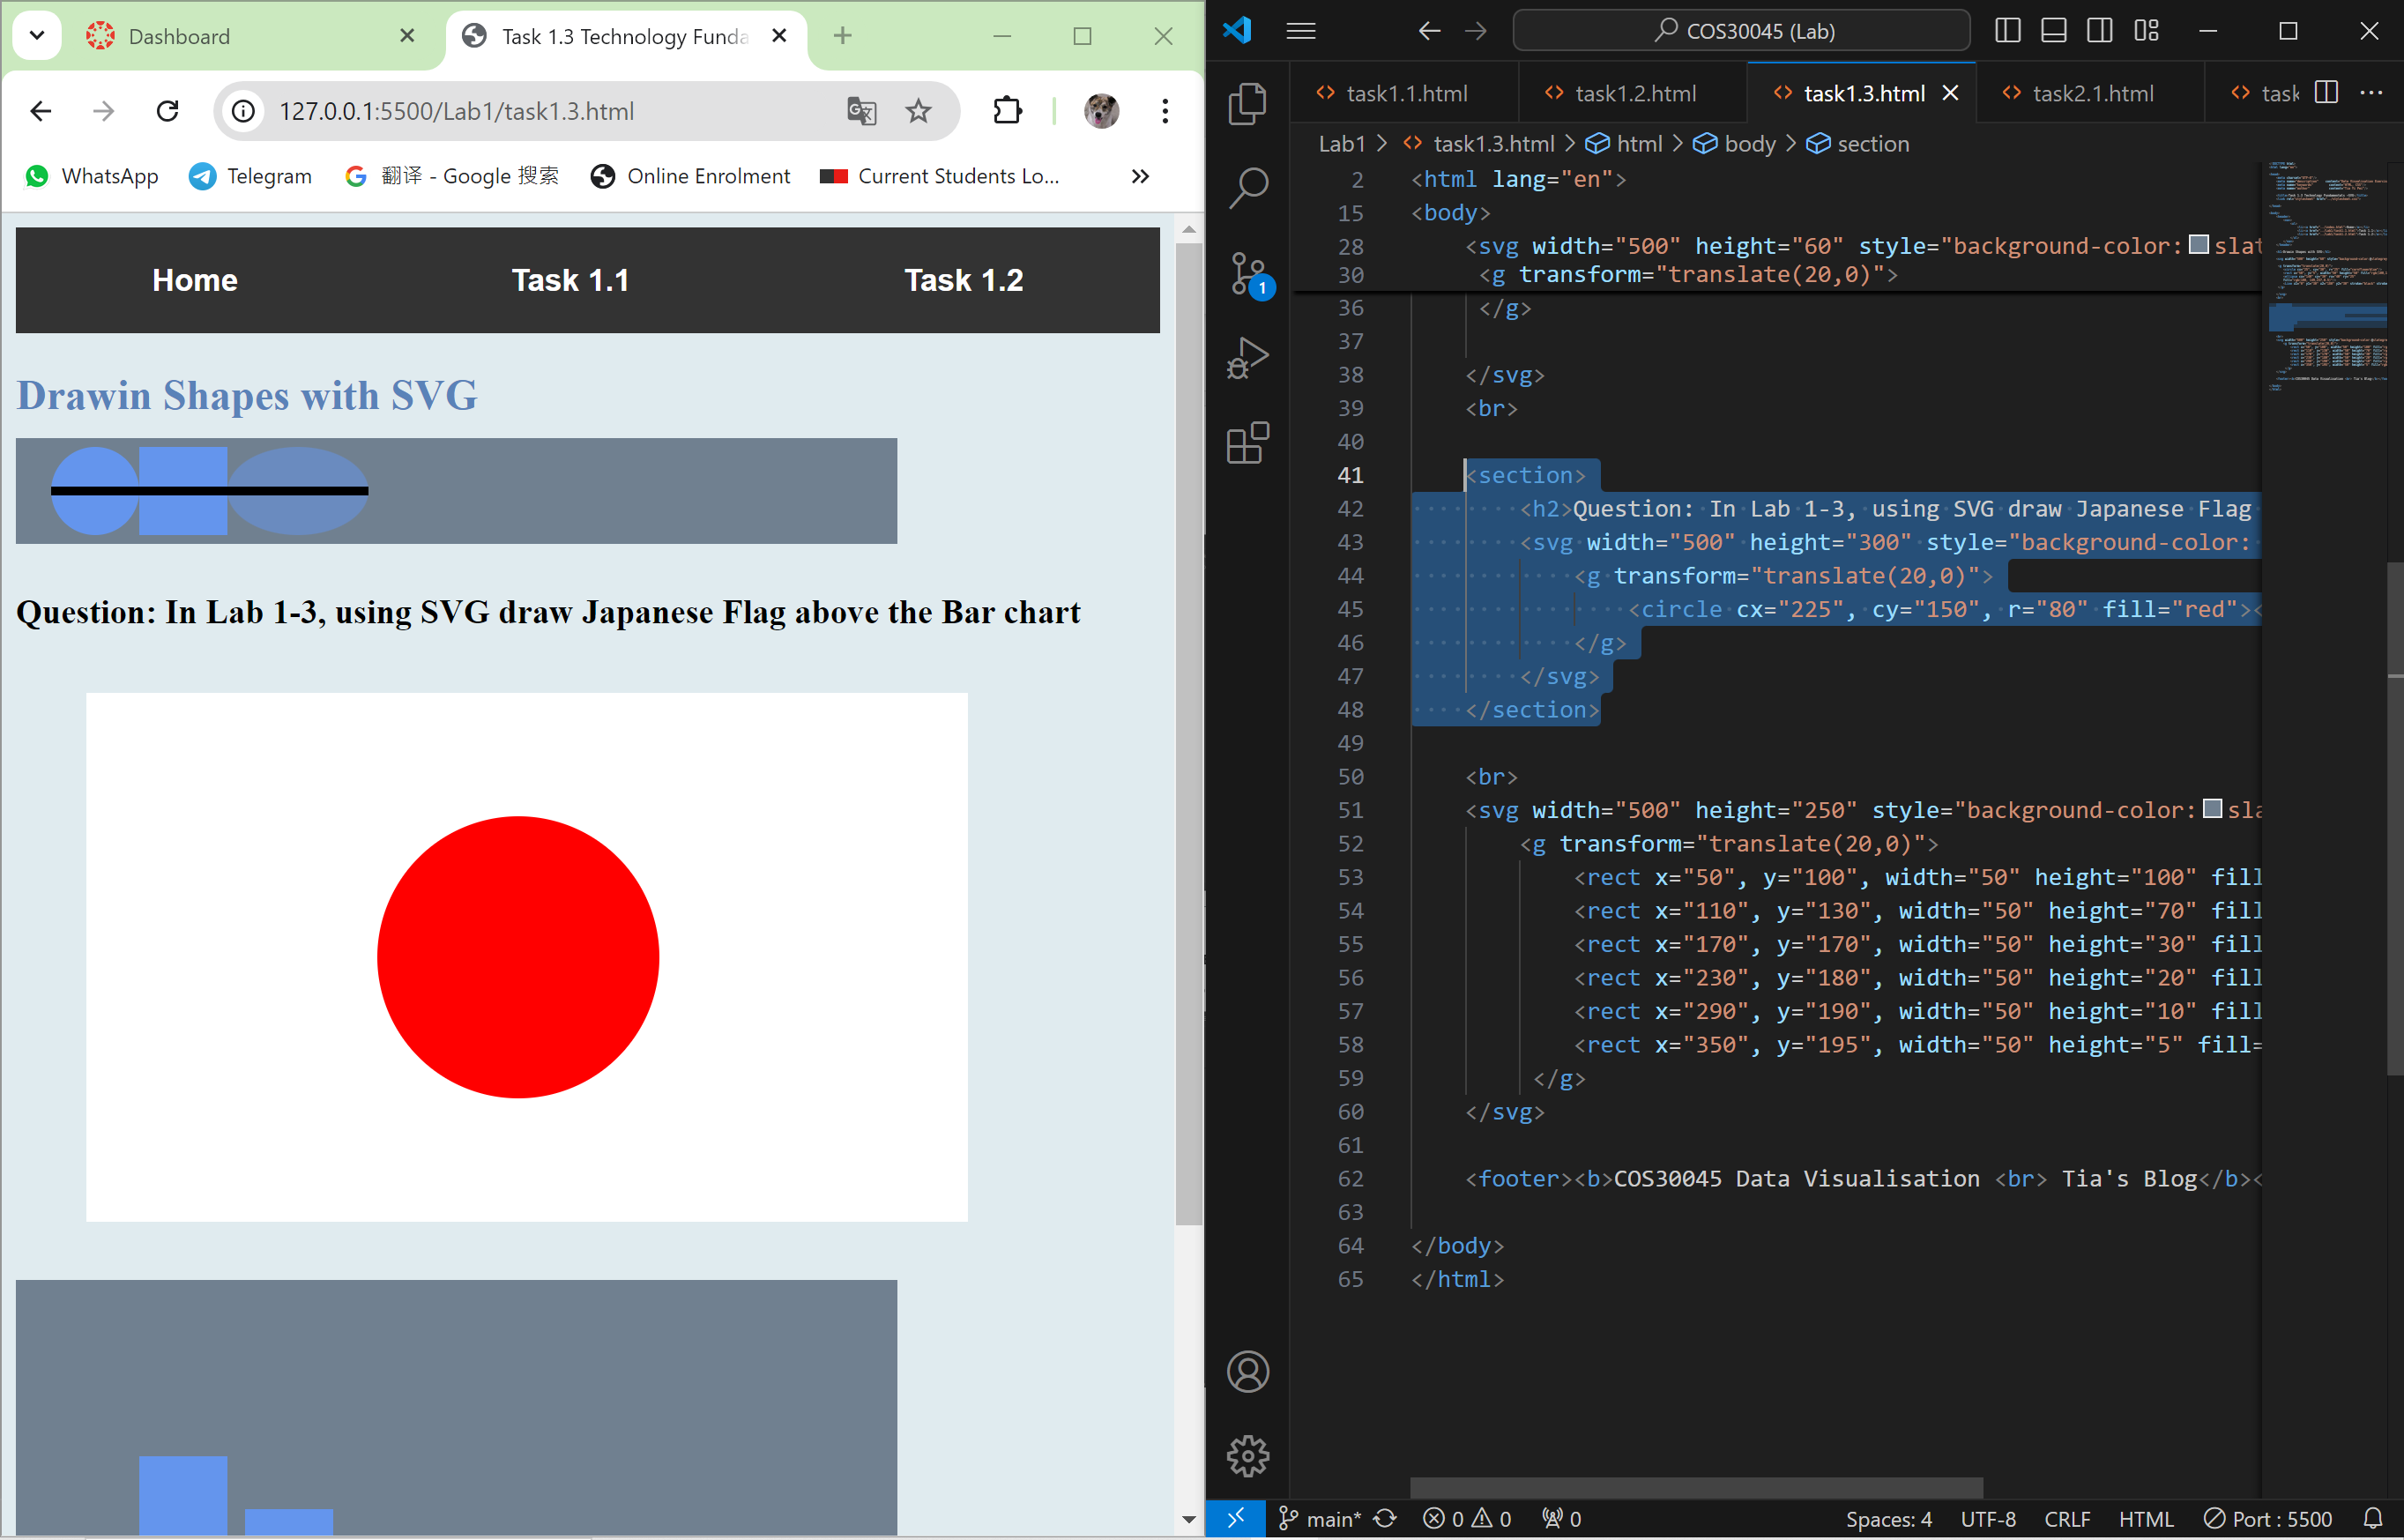 Dashboard
Task 1.3 Technology Funda
127.0.0.1:5500/Lab1/task1.3.html
WhatsApp
Telegram
翻译 - Google 搜索
Online Enrolment
Current Students Lo...
Home
Task 1.1
Task 1.2
Drawin Shapes with SVG
Question: In Lab 1-3, using SVG draw Japanese Flag above the Bar chart
COS30045 (Lab)
task1.1.html
task1.2.html
task1.3.html
task2.1.html
task
Lab1 > task1.3.html > html > body > section
2 <html lang="en">
15 <body>
28 <svg width="500" height="60" style="background-color: slat
30 <g transform="translate(20,0)">
36 </g>
37
38 </svg>
39 <br>
40
41 <section>
42 <h2>Question: In Lab 1-3, using SVG draw Japanese Flag
43 <svg width="500" height="300" style="background-color:
44 <g transform="translate(20,0)">
45 <circle cx="225", cy="150", r="80" fill="red"><
46 </g>
47 </svg>
48 </section>
49
50 <br>
51 <svg width="500" height="250" style="background-color: sla
52 <g transform="translate(20,0)">
53 <rect x="50", y="100", width="50" height="100" fill
54 <rect x="110", y="130", width="50" height="70" fill
55 <rect x="170", y="170", width="50" height="30" fill
56 <rect x="230", y="180", width="50" height="20" fill
57 <rect x="290", y="190", width="50" height="10" fill
58 <rect x="350", y="195", width="50" height="5" fill=
59 </g>
60 </svg>
61
62 <footer><b>COS30045 Data Visualisation <br> Tia's Blog</b><
63
64 </body>
65 </html>
1
main* 0 0 0
Spaces: 4 UTF-8 CRLF HTML Port : 5500